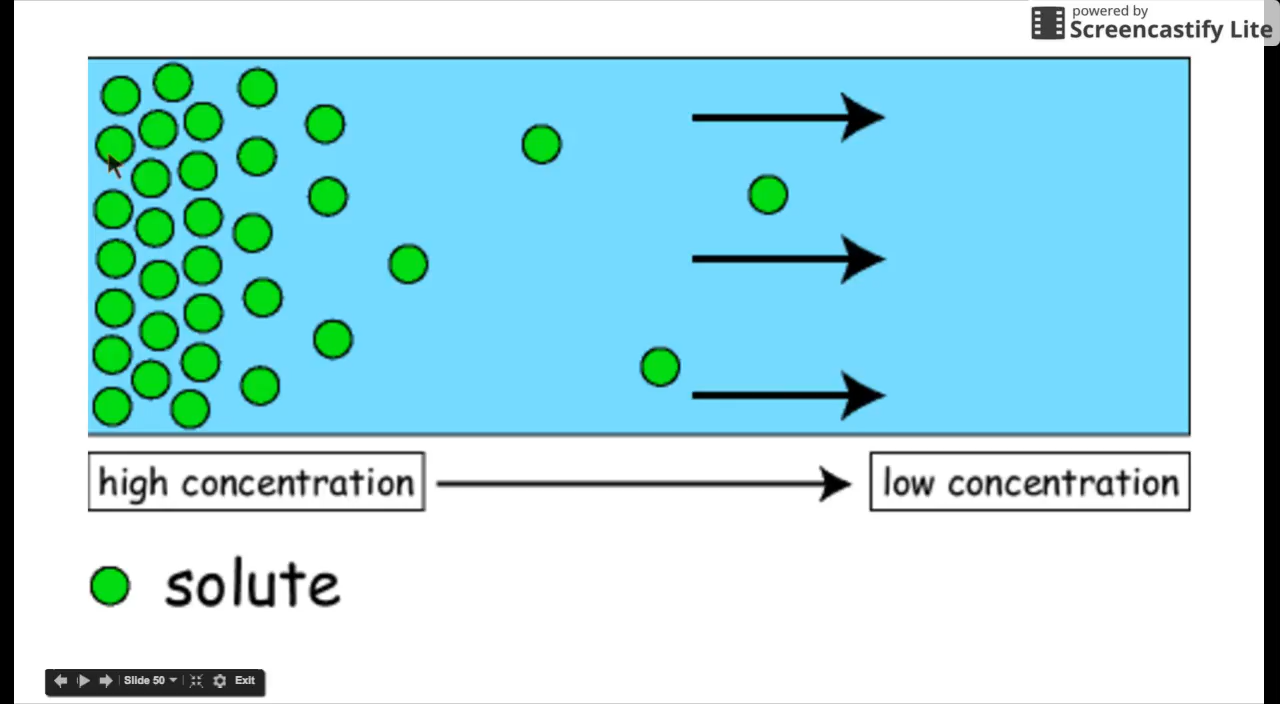 powered by
Screencastify Lite
high concentration
low concentration
solute
Slide 50
Exit